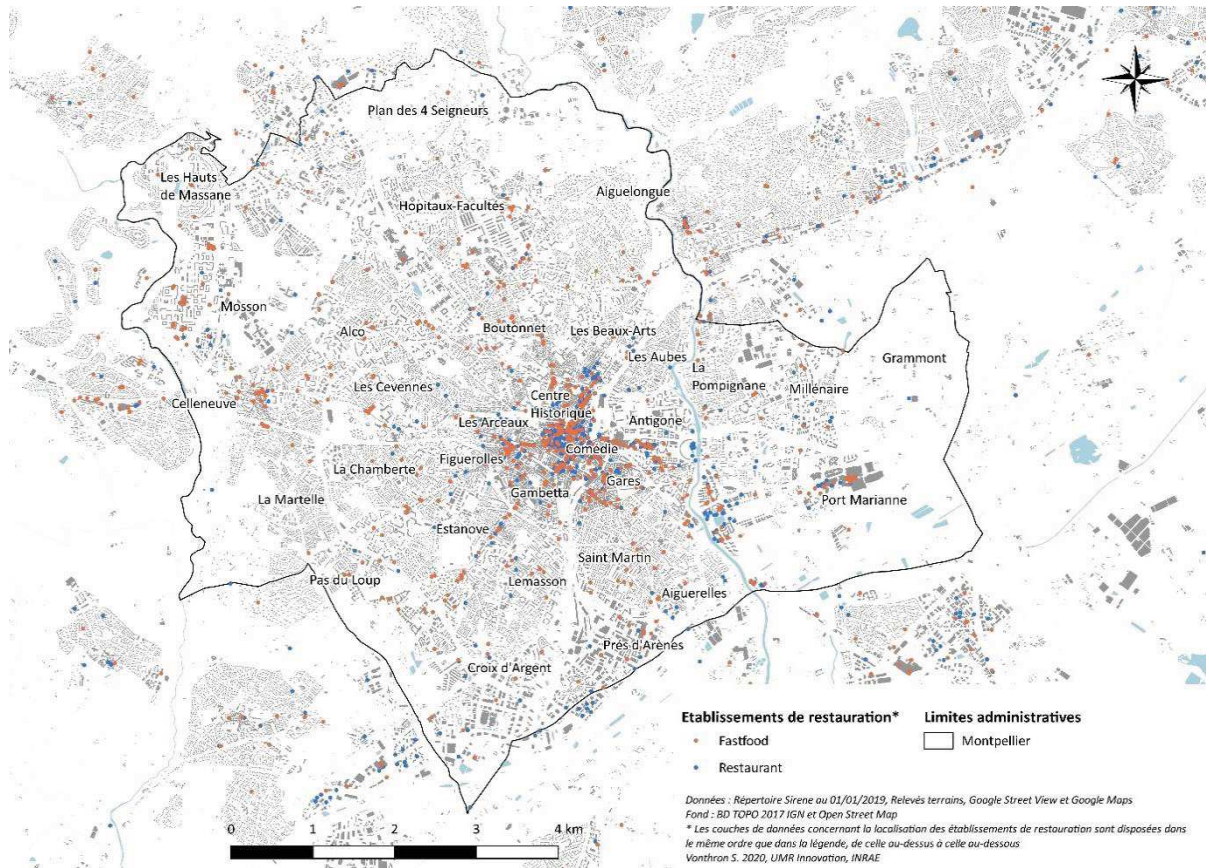 Plan des 4 Seigneurs
Les Hauts
de Massane
Aiguelongue
Hopitaux-Facultés
Mosson
Alco
Boutonnet
Les Beaux-Arts
Les Aubes
La
Pompignane
Millénaire
Grammont
Celleneuve
Les Cevennes
Centre
Historique
Les Arceaux
Antigone
Comédie
Figuerolles
La Chamberte
Gares
Gambetta
Port Marianne
La Martelle
Estanove
Saint Martin
Pas du Loup
Lemasson
Aiguerelles
Prés d'Arènes
Croix d'Argent
Etablissements de restauration*
Fastfood
Restaurant
Limites administratives
Montpellier
Données : Répertoire Sirene au 01/01/2019, Relevés terrains, Google Street View et Google Maps
Fond : BD TOPO 2017 IGN et Open Street Map
* Les couches de données concernant la localisation des établissements de restauration sont disposées dans
le même ordre que dans la légende, de celle au-dessus à celle au-dessous
Vonthron S. 2020, UMR Innovation, INRAE
0 1 2 3 4 km